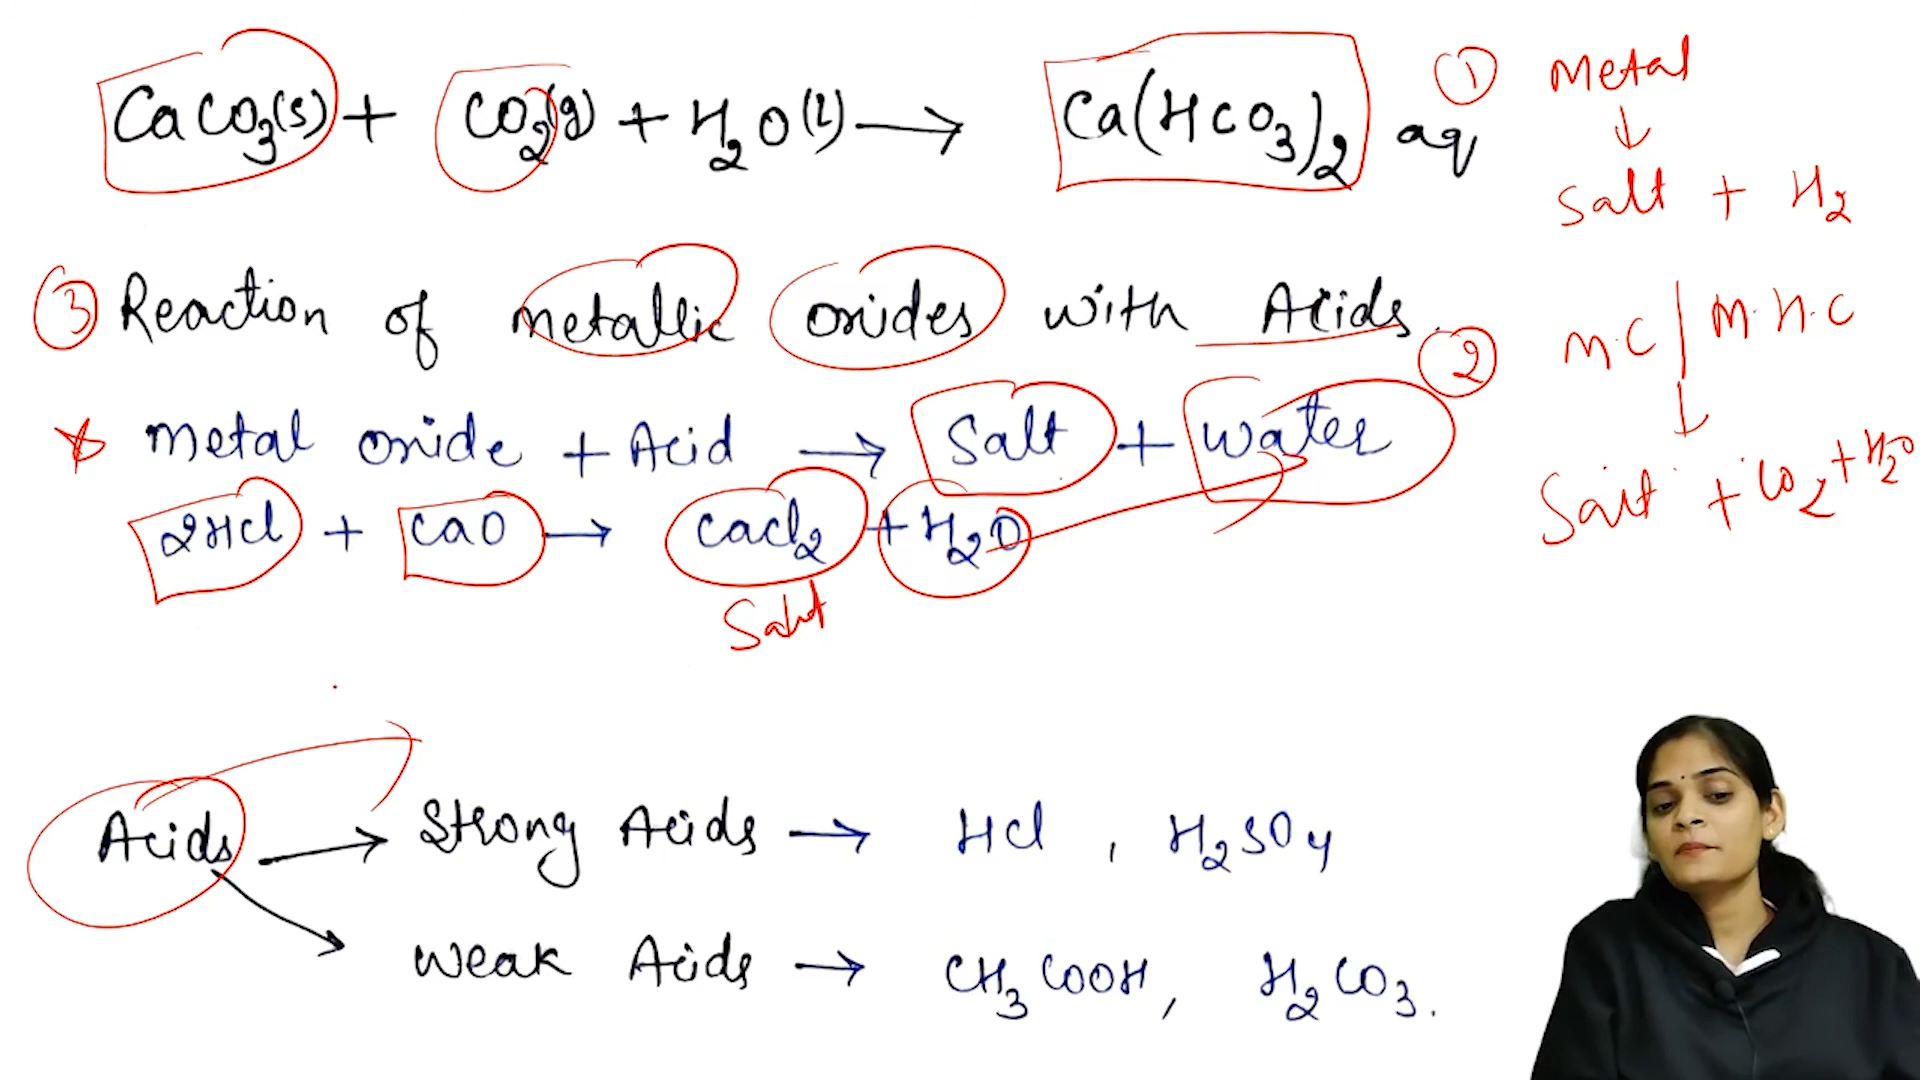 CaCO3(s) + CO2(g) + H2O(l) → Ca(HCO3)2 aq
① Metal
↓
Salt + H2
③ Reaction of metallic oxides with Acids.
② M.C | M.H.C
↓
Salt + CO2 + H2O
* Metal oxide + Acid → Salt + Water
2HCl + CaO → CaCl2 + H2O
Salt
Acids → Strong Acids → HCl, H2SO4
Weak Acids → CH3COOH, H2CO3.